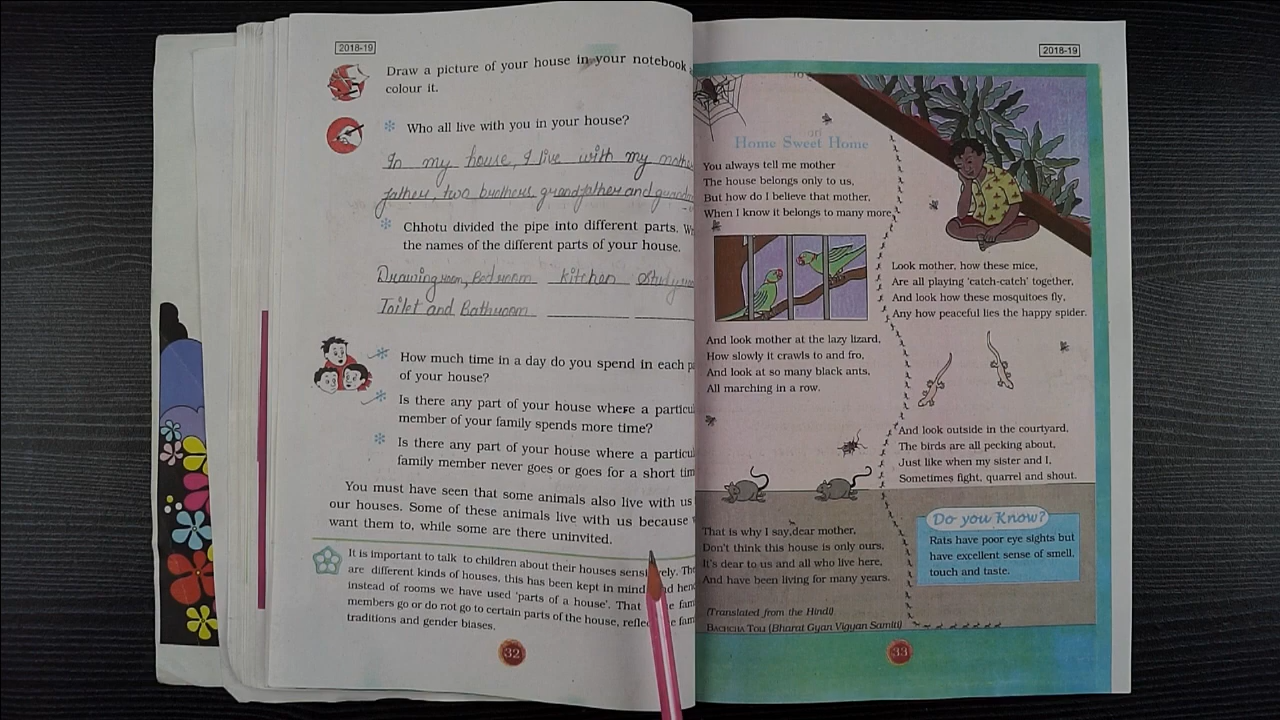 2018-19
Draw a picture of your house in your notebook
colour it.
Who all live with you in your house?
In my house, I live with my
father, two brothers, grandfather and
Chhotu divided the pipe into different parts.
the names of the different parts of your house.
Drawing room, Bedroom kitchen
Toilet and Bathroom
How much time in a day do you spend in each
of your house?
Is there any part of your house where a
member of your family spends more time?
Is there any part of your house where a
family member never goes or goes for a short
You must have seen that some animals also live with us
our houses. Some of these animals live with us because
want them to, while some are there uninvited.
It is important to talk to children about their houses
are different kinds of houses, this has been kept in mind
instead of rooms we have used 'parts of a house'. That
members go or do not go to certain parts of the house,
traditions and gender biases.
32
2018-19
Home Sweet Home
You always tell me mother
The house belongs only to us,
But how do I believe that mother,
When I know it belongs to many more,
Look mother, how these mice,
Are all playing 'catch-catch' together,
And look how these mosquitoes fly,
Any how peaceful lies the happy spider.
And look mother at the lazy lizard,
How slowly it crawls to and fro,
And look at so many black ants,
All marching in a row.
And look outside in the courtyard,
The birds are all pecking about,
Just like when my sister and I,
Sometimes fight, quarrel and shout.
That is why I say,dear mother,
Don't think this house is only ours,
It's dear to us and all who live here,
And have been living for many years.
Do you Know?
Rats have poor eye sights but
have excellent sense of smell,
touch and taste.
(Translated from the Hindi)
BACHCHA TOLI (Bharat Gyan Vigyan Samiti)
33